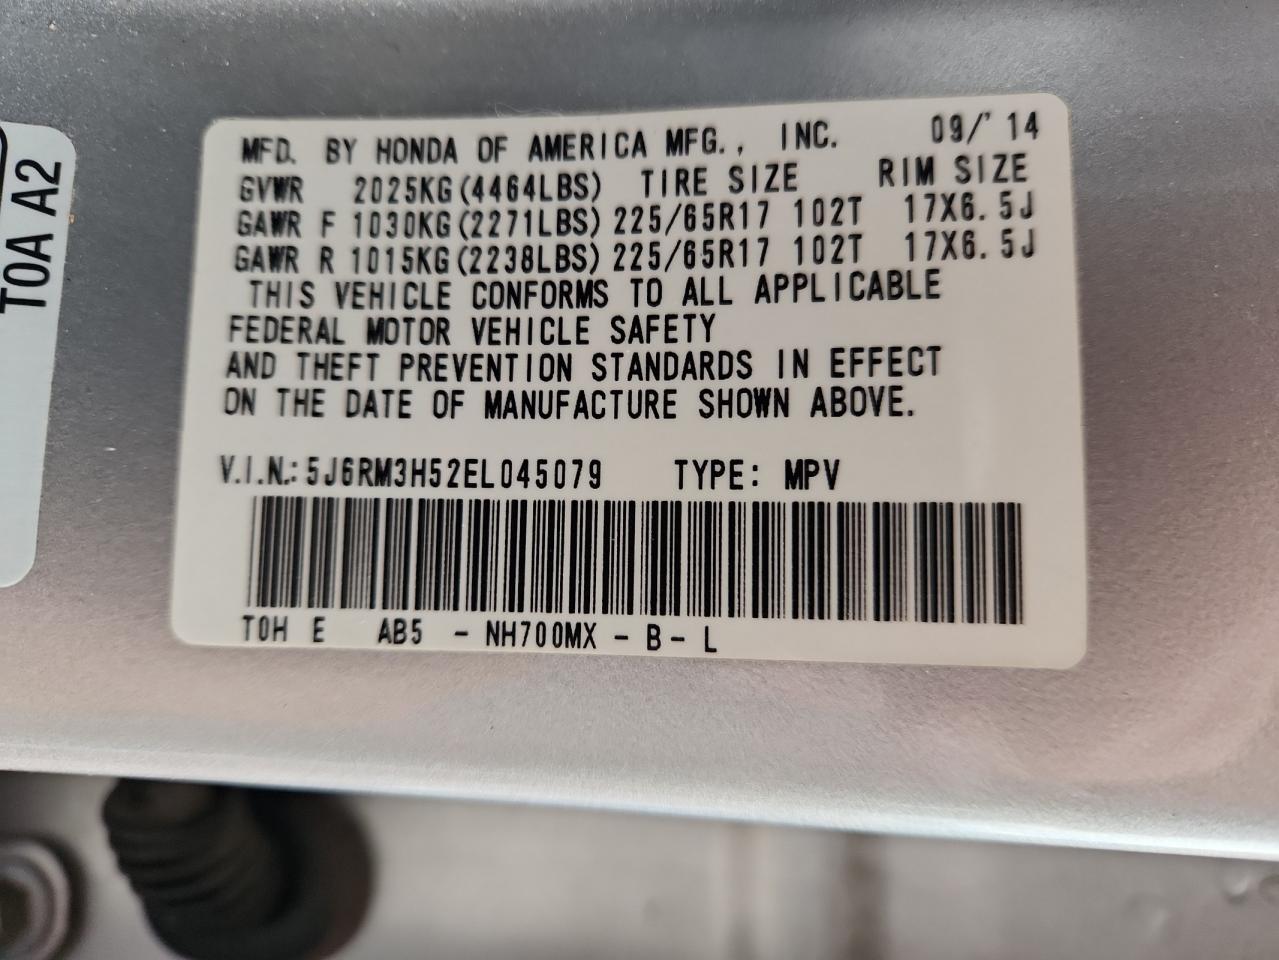 MFD. BY HONDA OF AMERICA MFG., INC. 09/'14
GVWR 2025KG(4464LBS) TIRE SIZE RIM SIZE
GAWR F 1030KG(2271LBS) 225/65R17 102T 17X6.5J
GAWR R 1015KG(2238LBS) 225/65R17 102T 17X6.5J
THIS VEHICLE CONFORMS TO ALL APPLICABLE
FEDERAL MOTOR VEHICLE SAFETY
AND THEFT PREVENTION STANDARDS IN EFFECT
ON THE DATE OF MANUFACTURE SHOWN ABOVE.
V.I.N.: 5J6RM3H52EL045079 TYPE: MPV
T0H E AB5 - NH700MX - B - L
T0A A2